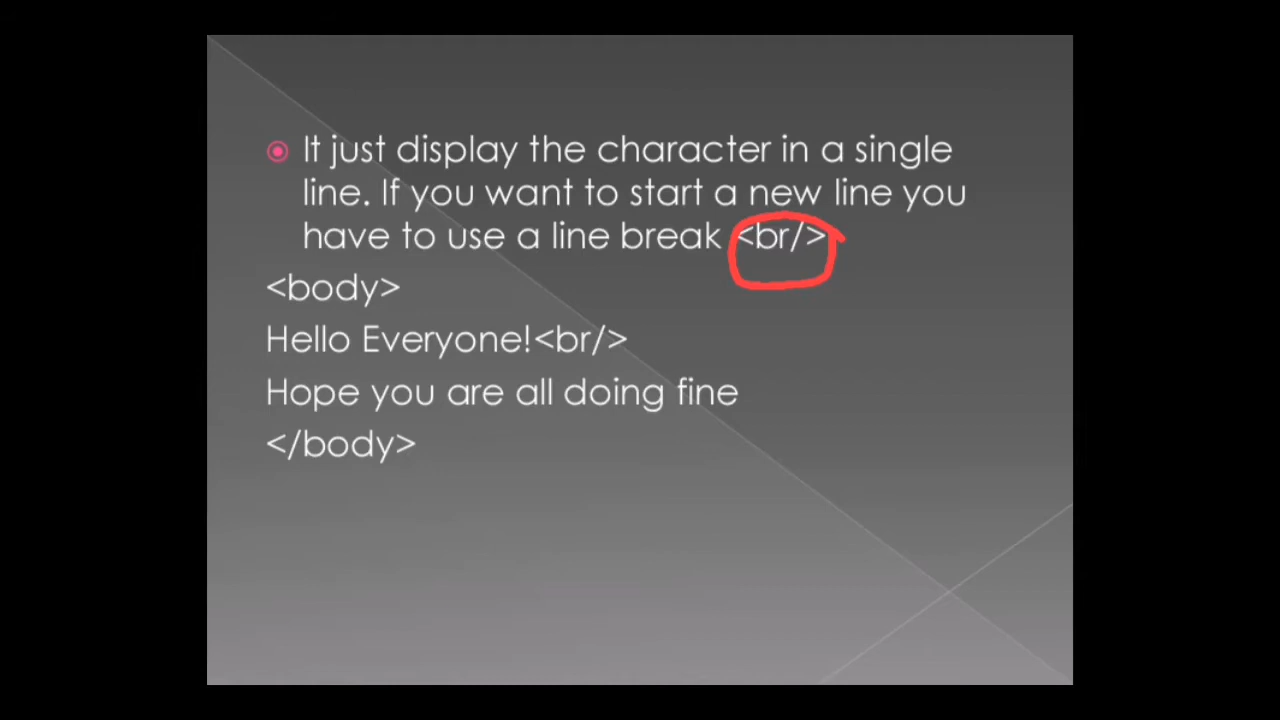 It just display the character in a single
line. If you want to start a new line you
have to use a line break <br/>
<body>
Hello Everyone!<br/>
Hope you are all doing fine
</body>